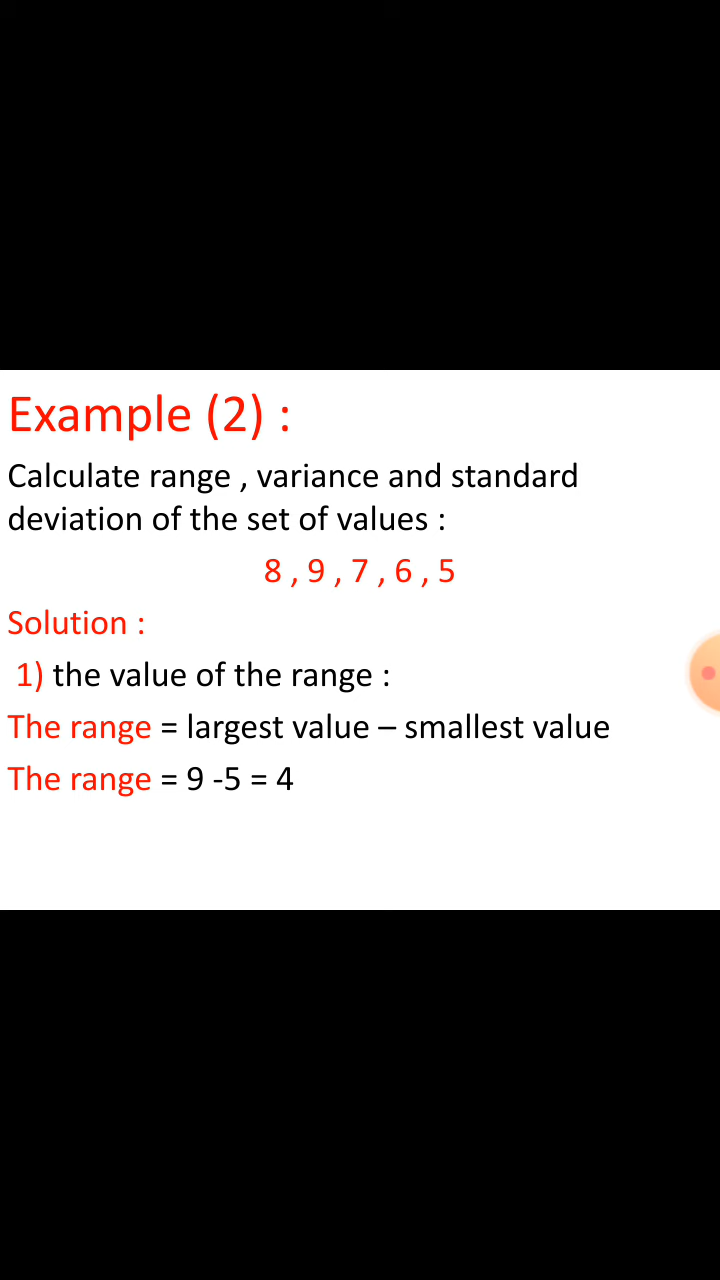 Example (2) :
Calculate range , variance and standard
deviation of the set of values :
8 , 9 , 7 , 6 , 5
Solution :
1) the value of the range :
The range = largest value – smallest value
The range = 9 -5 = 4